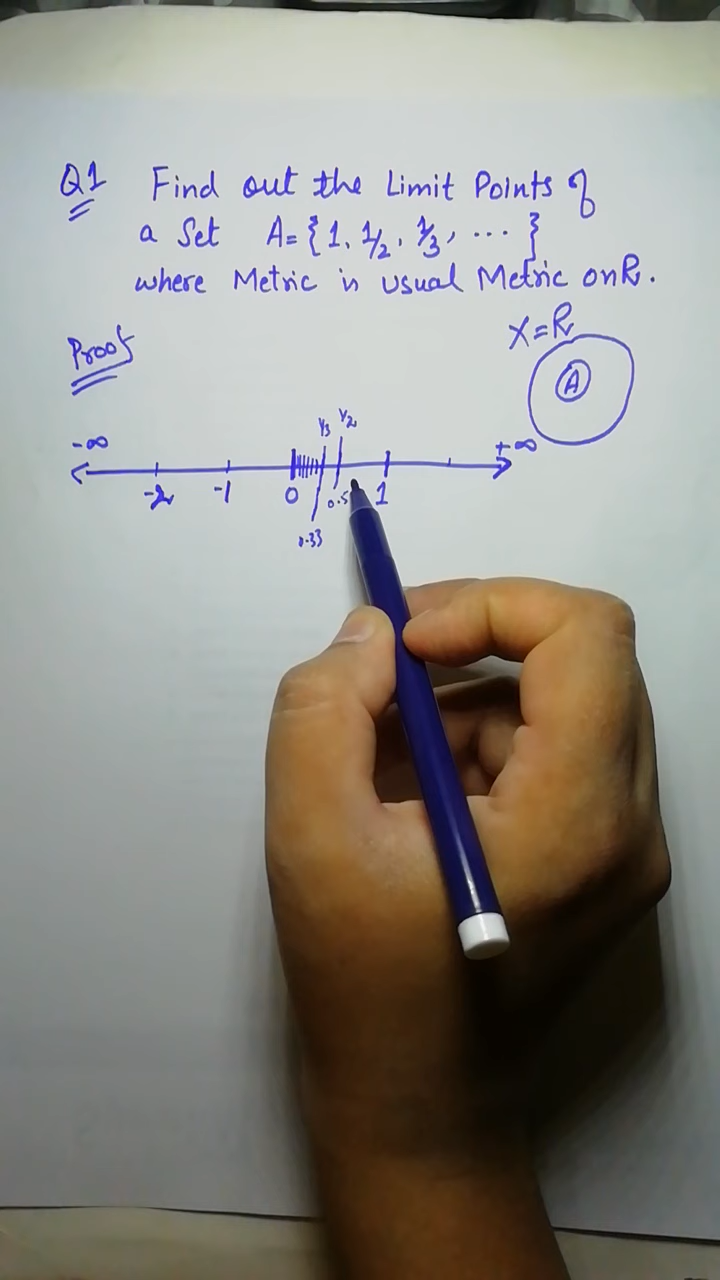 Q1 Find out the Limit Points of
a Set A = {1, 1/2, 1/3, ... }
where Metric is usual Metric on R.
Proof
X=R
A
1/3 1/2
-∞ +∞
-2 -1 0 0.5 1
0.33